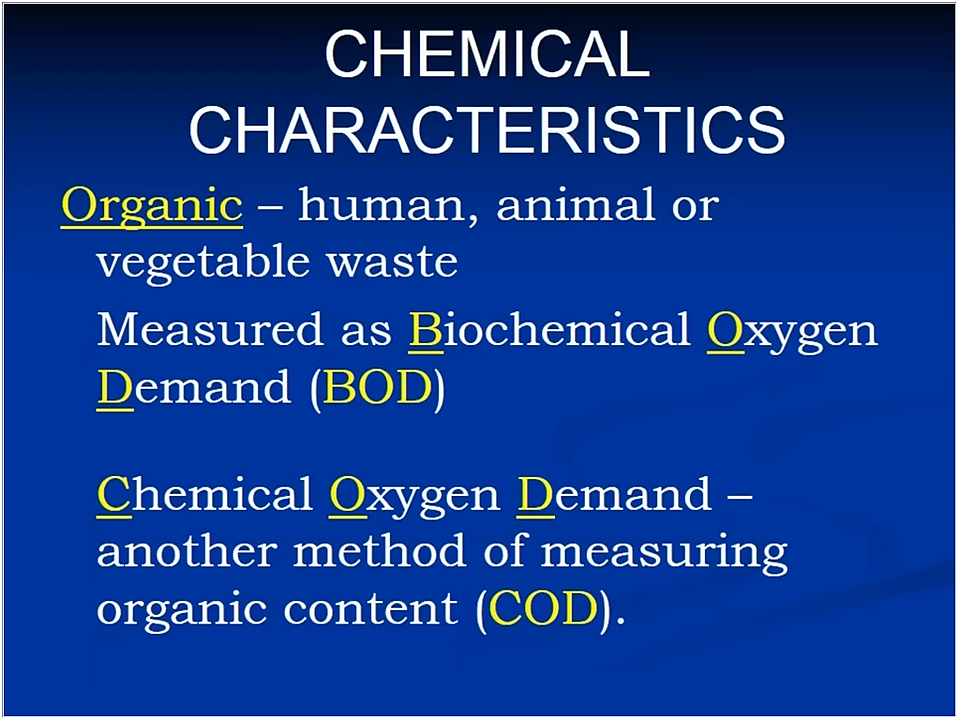 CHEMICAL
CHARACTERISTICS
Organic – human, animal or
vegetable waste
Measured as Biochemical Oxygen
Demand (BOD)
Chemical Oxygen Demand –
another method of measuring
organic content (COD).